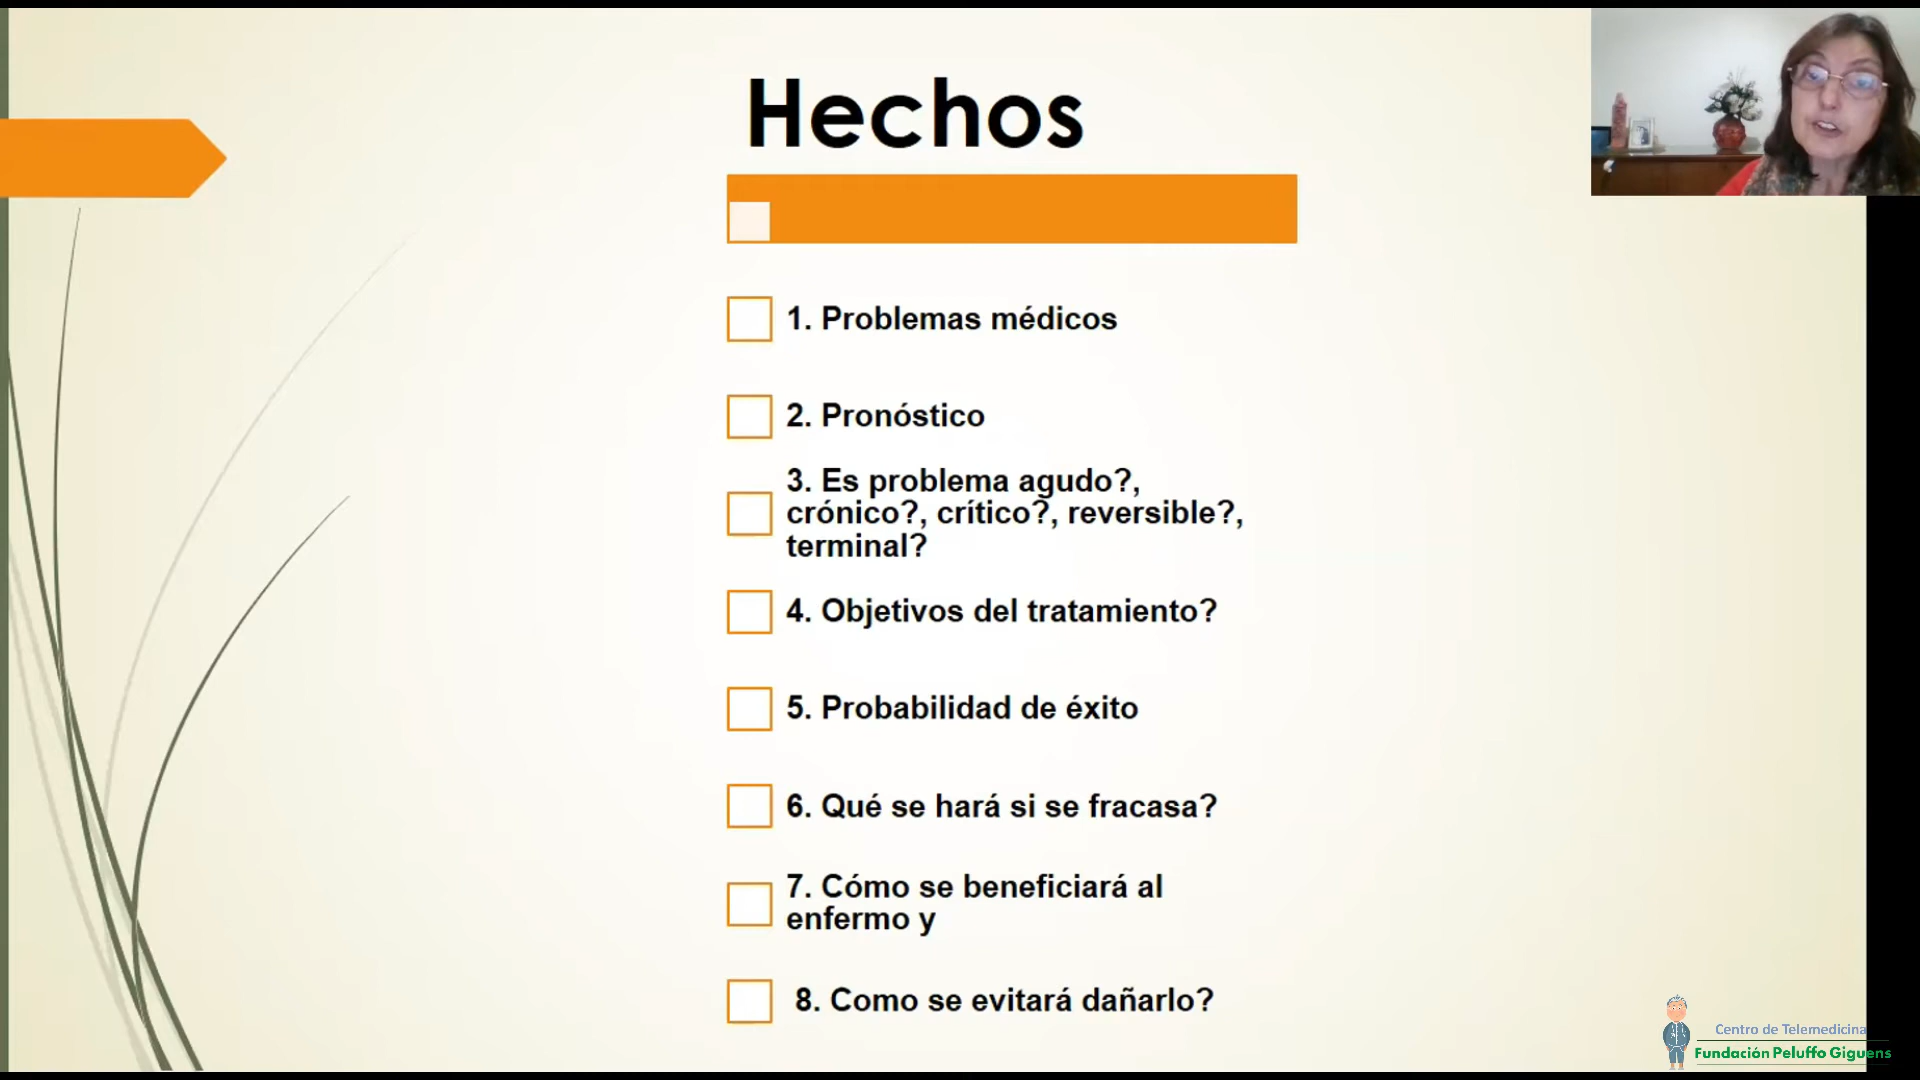 Hechos
1. Problemas médicos
2. Pronóstico
3. Es problema agudo?,
crónico?, crítico?, reversible?,
terminal?
4. Objetivos del tratamiento?
5. Probabilidad de éxito
6. Qué se hará si se fracasa?
7. Cómo se beneficiará al
enfermo y
8. Como se evitará dañarlo?
Centro de Telemedicina
Fundación Peluffo Giguens